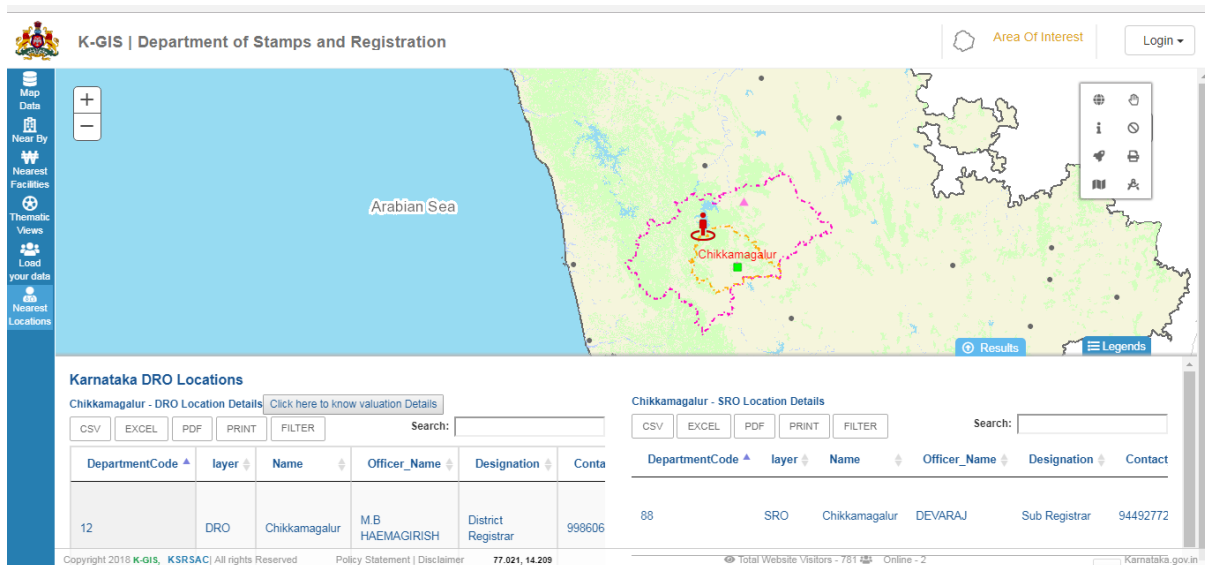 K-GIS | Department of Stamps and Registration
Area Of Interest
Login
Map
Data
Near By
Nearest
Facilities
Thematic
Views
Load
your data
Nearest
Locations
+
−
Arabian Sea
Chikkamagalur
Results
Legends
Karnataka DRO Locations
Chikkamagalur - DRO Location Details Click here to know valuation Details
CSV EXCEL PDF PRINT FILTER Search:
DepartmentCode layer Name Officer_Name Designation Conta
12 DRO Chikkamagalur M.B HAEMAGIRISH District Registrar 998606
Chikkamagalur - SRO Location Details
CSV EXCEL PDF PRINT FILTER Search:
DepartmentCode layer Name Officer_Name Designation Contact
88 SRO Chikkamagalur DEVARAJ Sub Registrar 94492772
Copyright 2018 K-GIS, KSRSAC| All rights Reserved Policy Statement | Disclaimer 77.021, 14.209 Total Website Visitors - 781 Online - 2 Karnataka.gov.in